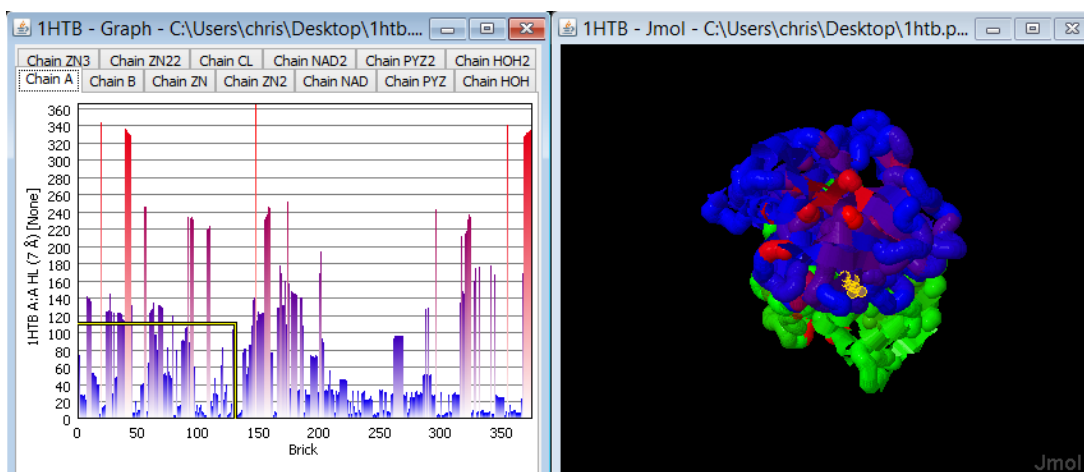 1HTB - Graph - C:\Users\chris\Desktop\1htb....
Chain ZN3 Chain ZN22 Chain CL Chain NAD2 Chain PYZ2 Chain HOH2
Chain A Chain B Chain ZN Chain ZN2 Chain NAD Chain PYZ Chain HOH
360
340
320
300
280
260
240
220
200
180
160
140
120
100
80
60
40
20
0
1HTB A:A HL (7 Å) [None]
0 50 100 150 200 250 300 350
Brick
1HTB - Jmol - C:\Users\chris\Desktop\1htb.p...
Jmol